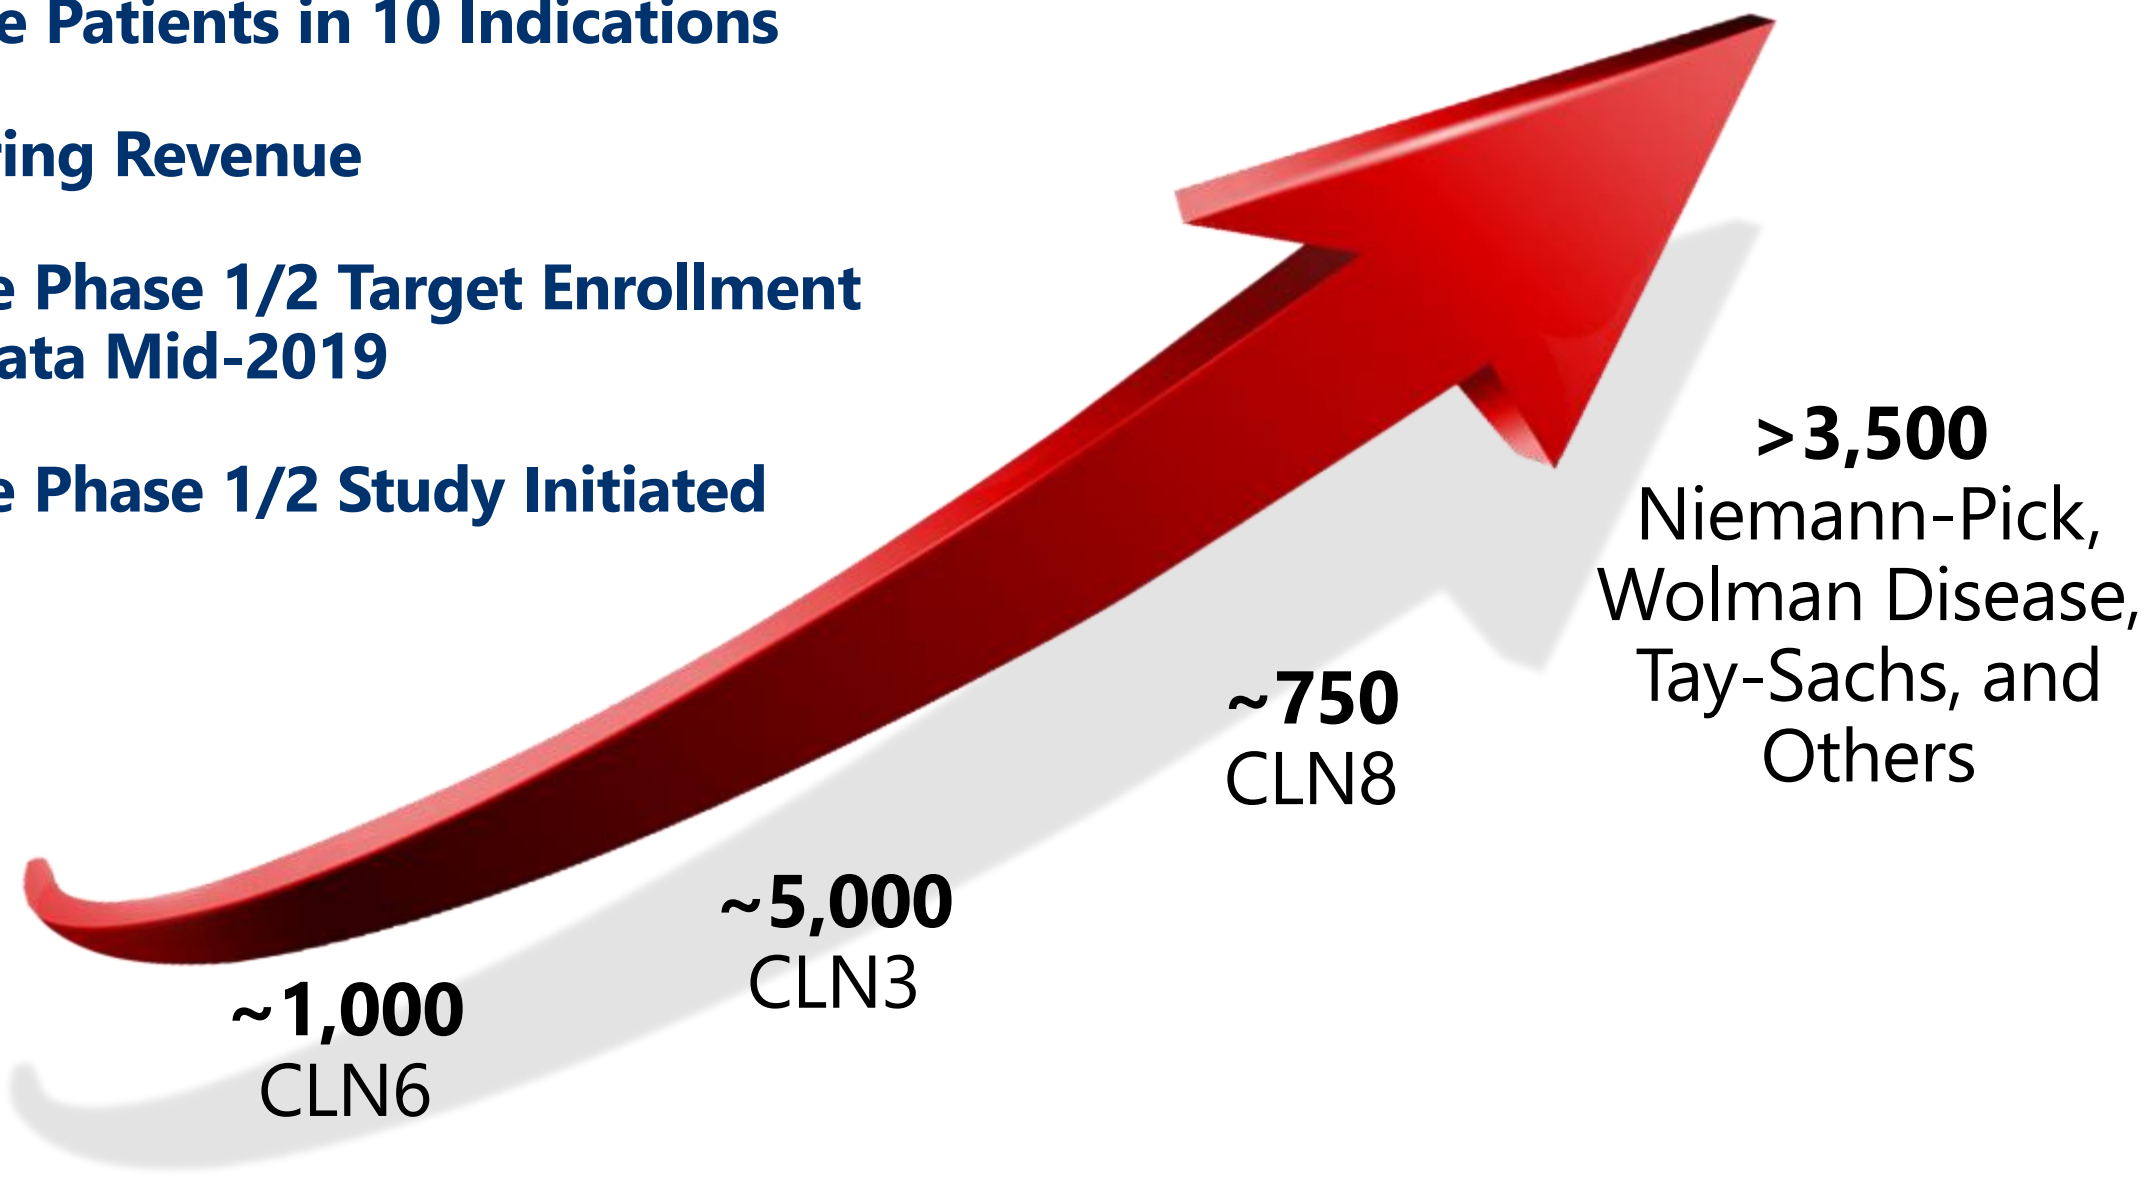 e Patients in 10 Indications
ring Revenue
e Phase 1/2 Target Enrollment
ata Mid-2019
e Phase 1/2 Study Initiated
>3,500
Niemann-Pick,
Wolman Disease,
Tay-Sachs, and
Others
~750
CLN8
~5,000
CLN3
~1,000
CLN6